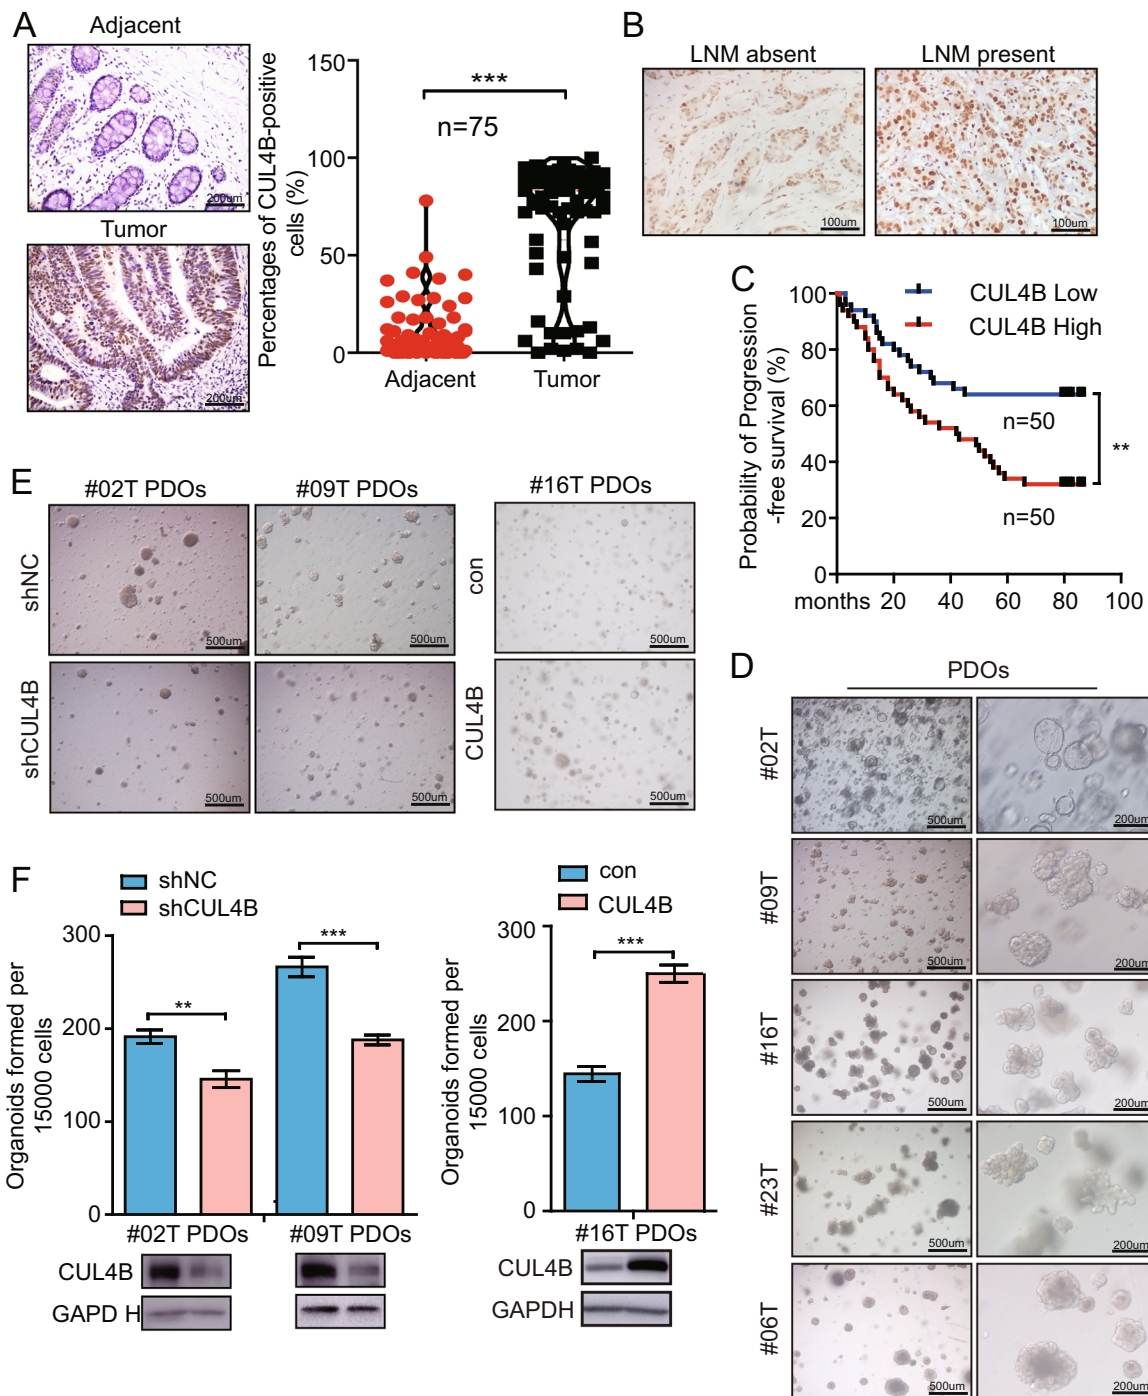 A
Adjacent
200um
Tumor
200um
Percentages of CUL4B-positive
cells (%)
150
100
50
0
***
n=75
Adjacent
Tumor
B
LNM absent
LNM present
100um
100um
C
Probability of Progression
-free survival (%)
100
80
60
40
20
0
CUL4B Low
CUL4B High
n=50
n=50
**
months
20
40
60
80
100
E
#02T PDOs
#09T PDOs
#16T PDOs
shNC
500um
500um
con
500um
shCUL4B
500um
500um
CUL4B
500um
D
PDOs
#02T
500um
200um
#09T
500um
200um
#16T
500um
200um
#23T
500um
200um
#06T
500um
200um
F
shNC
shCUL4B
Organoids formed per
15000 cells
300
200
100
0
**
***
#02T PDOs
#09T PDOs
CUL4B
GAPD H
con
CUL4B
Organoids formed per
15000 cells
300
200
100
0
***
#16T PDOs
CUL4B
GAPDH